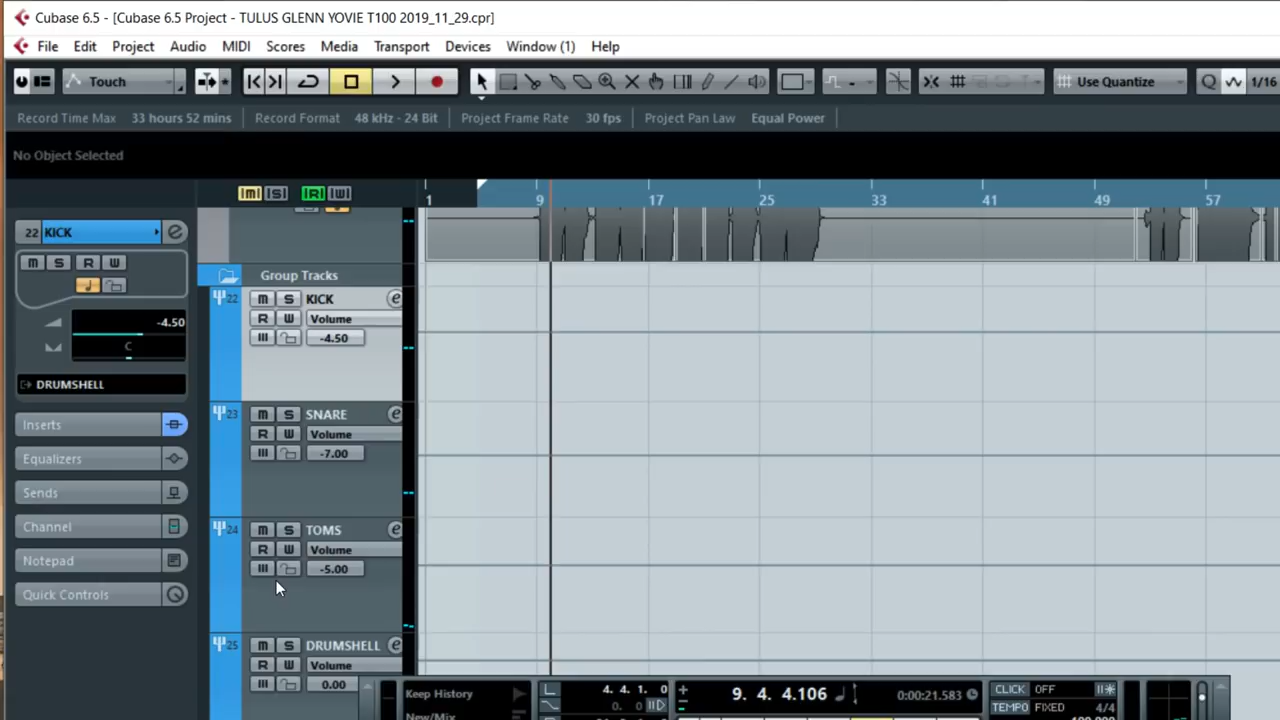 Cubase 6.5 - [Cubase 6.5 Project - TULUS GLENN YOVIE T100 2019_11_29.cpr]
File Edit Project Audio MIDI Scores Media Transport Devices Window (1) Help
Touch Use Quantize Q 1/16
Record Time Max 33 hours 52 mins Record Format 48 kHz - 24 Bit Project Frame Rate 30 fps Project Pan Law Equal Power
No Object Selected
M S R W
1 9 17 25 33 41 49 57
22 KICK e
M S R W
-4.50
C
DRUMSHELL
Inserts
Equalizers
Sends
Channel
Notepad
Quick Controls
Group Tracks
22 M S KICK e
R W Volume
-4.50
23 M S SNARE e
R W Volume
-7.00
24 M S TOMS e
R W Volume
-5.00
25 M S DRUMSHELL e
R W Volume
0.00
Keep History
New/Mix
4. 4. 1. 0
0. 0
9. 4. 4.106
0:00:21.583
CLICK OFF
TEMPO FIXED 4/4